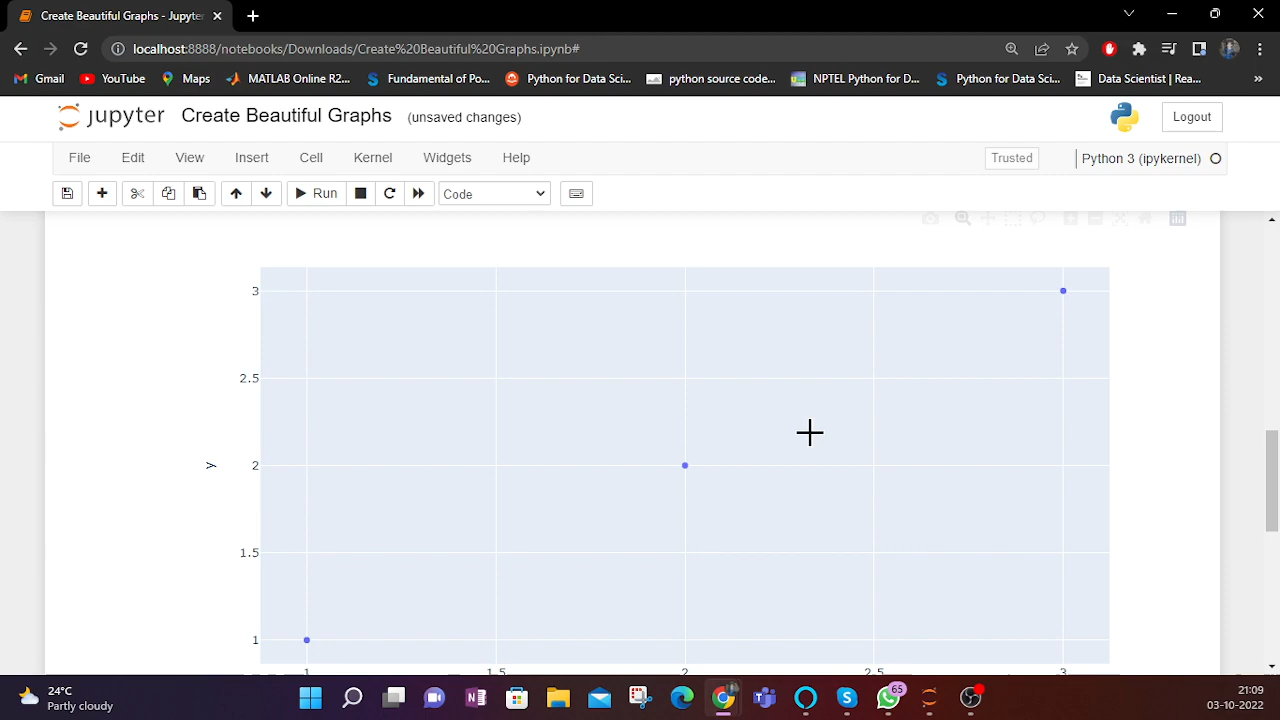 Create Beautiful Graphs - Jupyter
localhost:8888/notebooks/Downloads/Create%20Beautiful%20Graphs.ipynb#
Gmail YouTube Maps MATLAB Online R2... Fundamental of Po... Python for Data Sci... python source code... NPTEL Python for D... Python for Data Sci... Data Scientist | Rea... »
jupyter Create Beautiful Graphs (unsaved changes) Logout
File Edit View Insert Cell Kernel Widgets Help Trusted Python 3 (ipykernel)
Run Code
3
2.5
y 2
1.5
1
1 1.5 2 2.5 3
24°C 65 21:09
Partly cloudy 03-10-2022